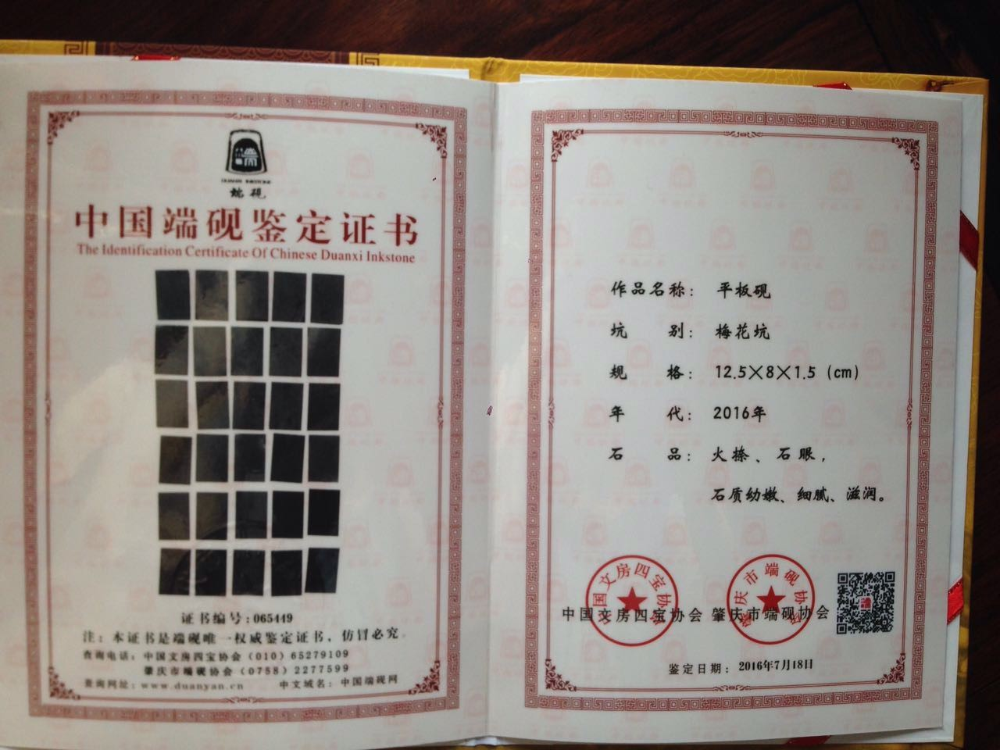 端砚
中国端砚鉴定证书
The Identification Certificate Of Chinese Duanxi Inkstone
证书编号:065449
注：本证书是端砚唯一权威鉴定证书，仿冒必究。
查询电话：中国文房四宝协会（010）65279109
肇庆市端砚协会（0758）2277599
查询网址：www.duanyan.cn 中文域名：中国端砚网
作品名称：平板砚
坑别：梅花坑
规格：12.5×8×1.5（cm）
年代：2016年
石品：火捺、石眼，
石质幼嫩、细腻、滋润。
中国文房四宝协会
肇庆市端砚协会
中国文房四宝协会 肇庆市端砚协会
鉴定日期：2016年7月18日